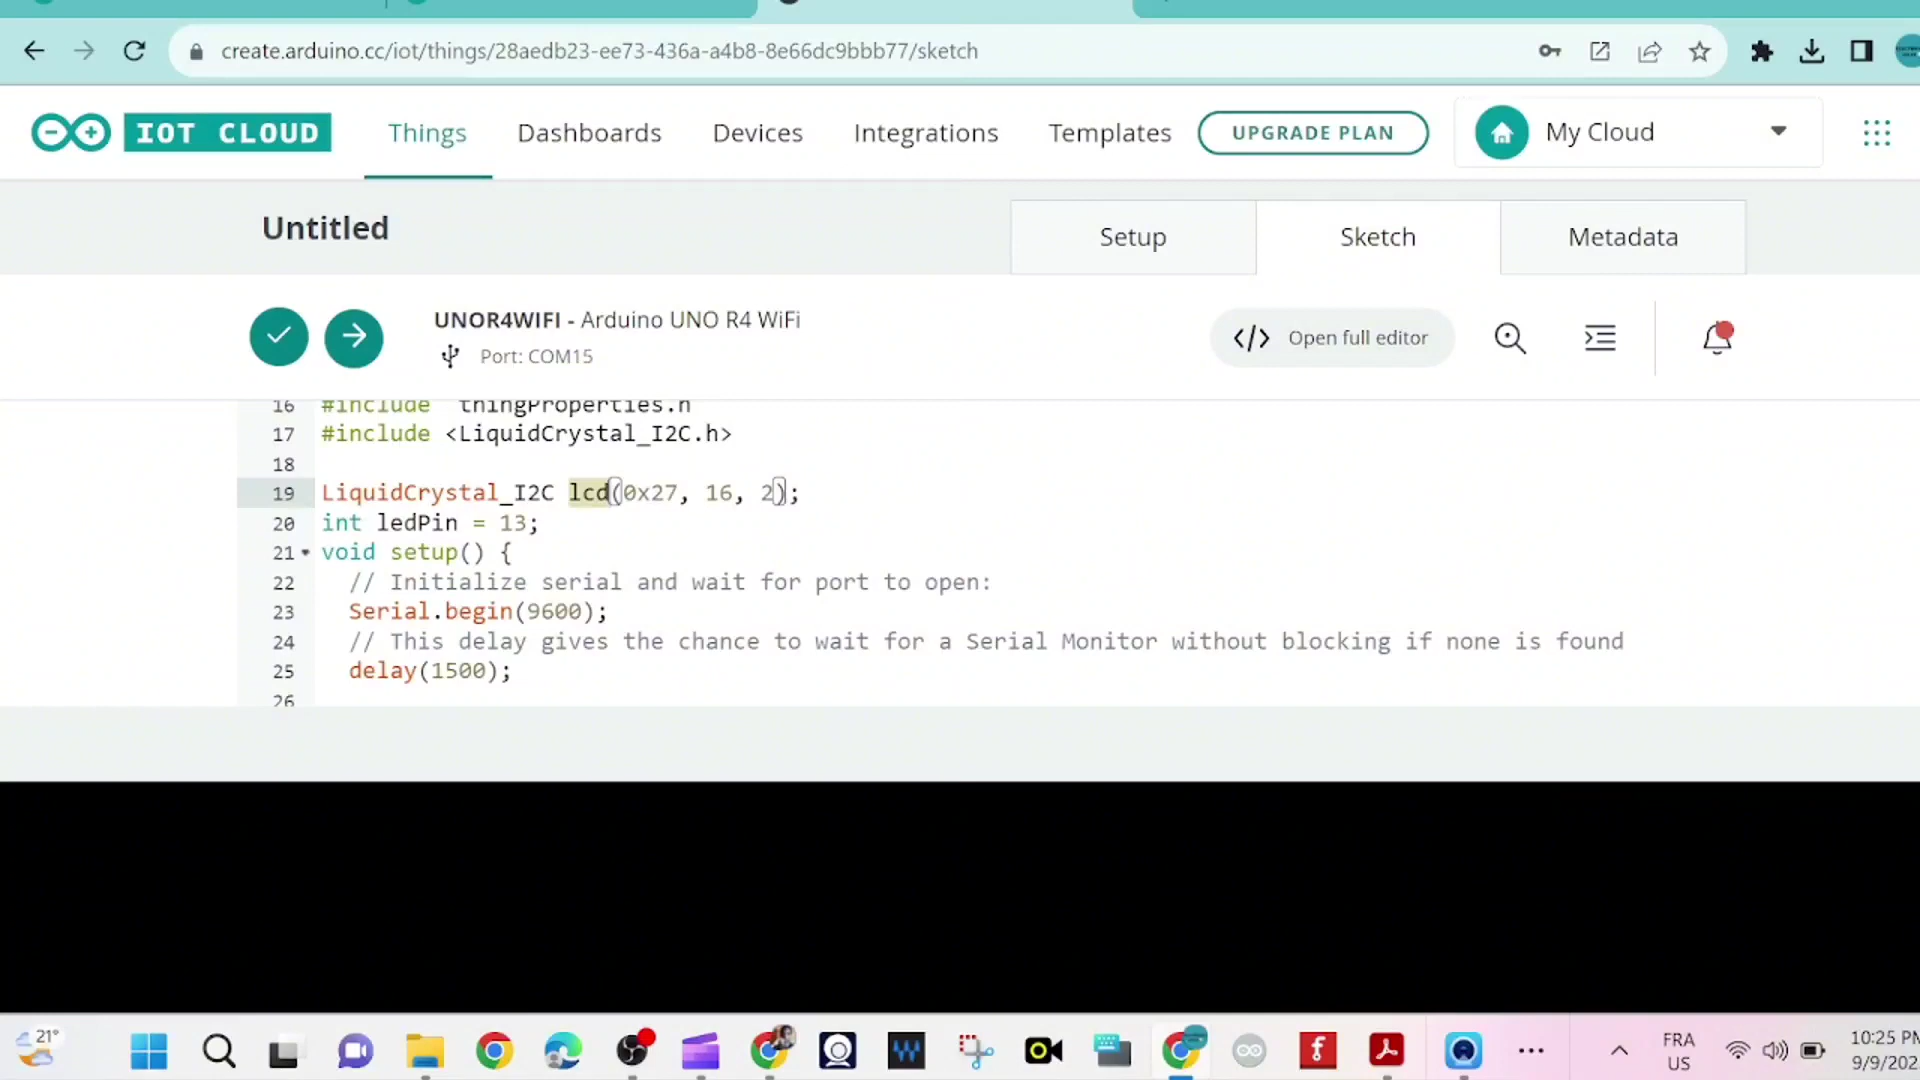 create.arduino.cc/iot/things/28aedb23-ee73-436a-a4b8-8e66dc9bbb77/sketch
IOT CLOUD
Things
Dashboards
Devices
Integrations
Templates
UPGRADE PLAN
My Cloud
Untitled
Setup
Sketch
Metadata
UNOR4WIFI - Arduino UNO R4 WiFi
Port: COM15
</> Open full editor
16 #include thingProperties.h
17 #include <LiquidCrystal_I2C.h>
18
19 LiquidCrystal_I2C lcd(0x27, 16, 2);
20 int ledPin = 13;
21 void setup() {
22 // Initialize serial and wait for port to open:
23 Serial.begin(9600);
24 // This delay gives the chance to wait for a Serial Monitor without blocking if none is found
25 delay(1500);
26
21°
FRA
US
10:25 PM
9/9/202